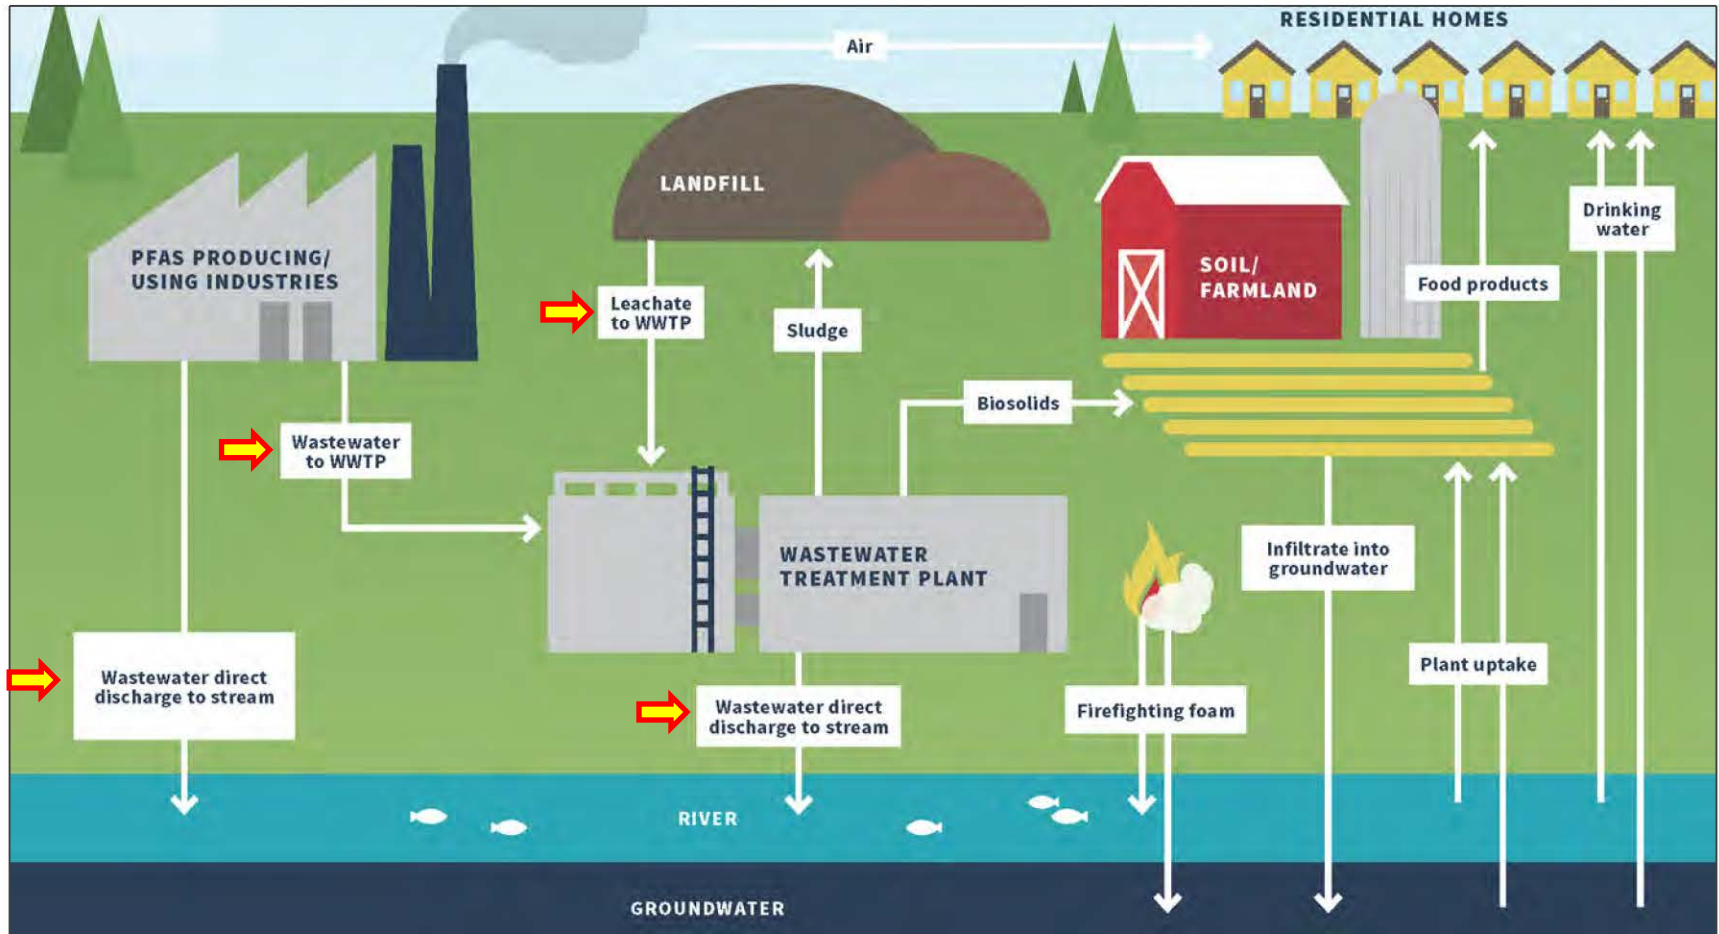 RESIDENTIAL HOMES
Air
LANDFILL
PFAS PRODUCING/
USING INDUSTRIES
Drinking
water
SOIL/
FARMLAND
Food products
Leachate
to WWTP
Sludge
Biosolids
Wastewater
to WWTP
WASTEWATER
TREATMENT PLANT
Infiltrate into
groundwater
Plant uptake
Wastewater direct
discharge to stream
Wastewater direct
discharge to stream
Firefighting foam
RIVER
GROUNDWATER